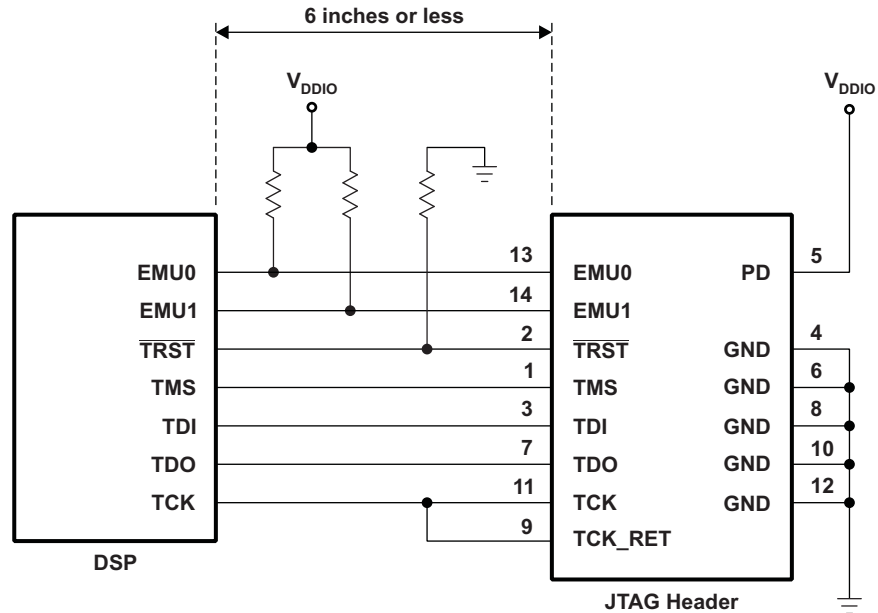 6 inches or less
VDDIO
VDDIO
13
EMU0
EMU0
PD
5
14
EMU1
EMU1
2
TRST
TRST
GND
4
1
TMS
TMS
GND
6
3
TDI
TDI
GND
8
7
TDO
TDO
GND
10
11
TCK
TCK
GND
12
9
TCK_RET
DSP
JTAG Header